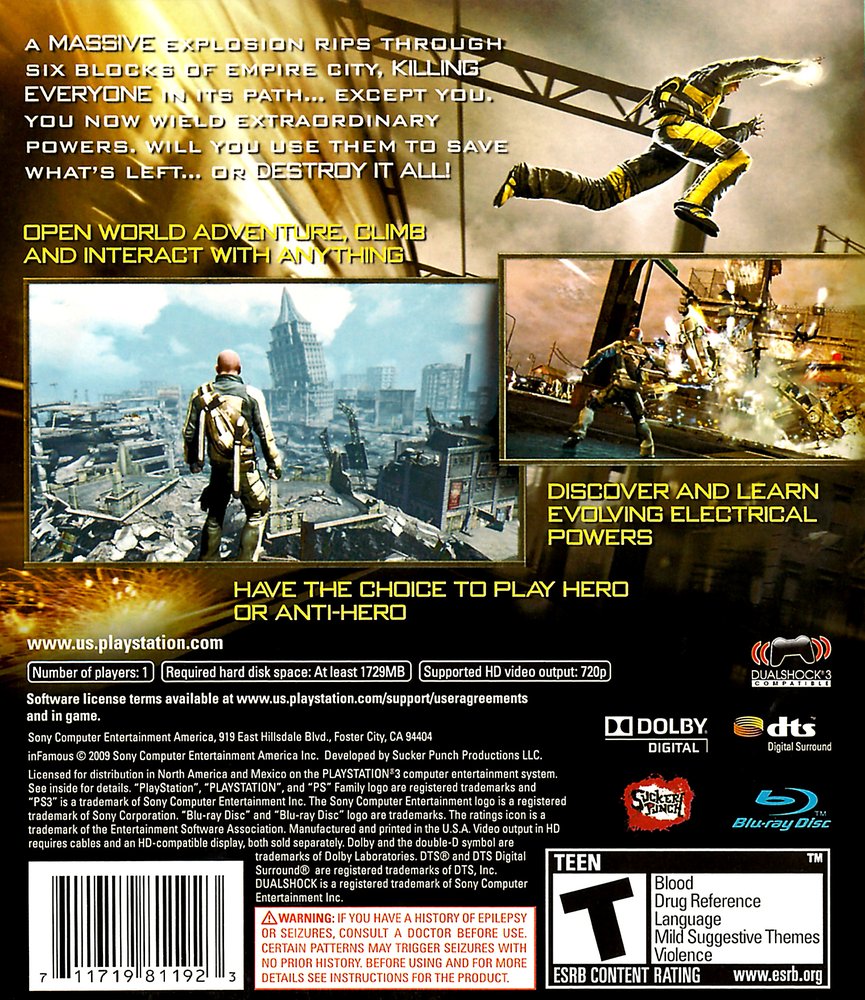 A MASSIVE EXPLOSION RIPS THROUGH
SIX BLOCKS OF EMPIRE CITY, KILLING
EVERYONE IN ITS PATH... EXCEPT YOU.
YOU NOW WIELD EXTRAORDINARY
POWERS. WILL YOU USE THEM TO SAVE
WHAT'S LEFT... OR DESTROY IT ALL!
OPEN WORLD ADVENTURE, CLIMB
AND INTERACT WITH ANYTHING
DISCOVER AND LEARN
EVOLVING ELECTRICAL
POWERS
HAVE THE CHOICE TO PLAY HERO
OR ANTI-HERO
www.us.playstation.com
Number of players: 1
Required hard disk space: At least 1729MB
Supported HD video output: 720p
DUALSHOCK®3
COMPATIBLE
Software license terms available at www.us.playstation.com/support/useragreements
and in game.
Sony Computer Entertainment America, 919 East Hillsdale Blvd., Foster City, CA 94404
inFamous © 2009 Sony Computer Entertainment America Inc. Developed by Sucker Punch Productions LLC.
Licensed for distribution in North America and Mexico on the PLAYSTATION®3 computer entertainment system.
See inside for details. "PlayStation", "PLAYSTATION", and "PS" Family logo are registered trademarks and
"PS3" is a trademark of Sony Computer Entertainment Inc. The Sony Computer Entertainment logo is a registered
trademark of Sony Corporation. "Blu-ray Disc" and "Blu-ray Disc" logo are trademarks. The ratings icon is a
trademark of the Entertainment Software Association. Manufactured and printed in the U.S.A. Video output in HD
requires cables and an HD-compatible display, both sold separately. Dolby and the double-D symbol are
trademarks of Dolby Laboratories. DTS® and DTS Digital
Surround® are registered trademarks of DTS, Inc.
DUALSHOCK is a registered trademark of Sony Computer
Entertainment Inc.
DOLBY
DIGITAL
dts
Digital Surround
SUCKER PUNCH
Blu-ray Disc™
⚠WARNING: IF YOU HAVE A HISTORY OF EPILEPSY
OR SEIZURES, CONSULT A DOCTOR BEFORE USE.
CERTAIN PATTERNS MAY TRIGGER SEIZURES WITH
NO PRIOR HISTORY. BEFORE USING AND FOR MORE
DETAILS SEE INSTRUCTIONS FOR THE PRODUCT.
7 11719 81192 3
TEEN ™
T
Blood
Drug Reference
Language
Mild Suggestive Themes
Violence
ESRB CONTENT RATING www.esrb.org